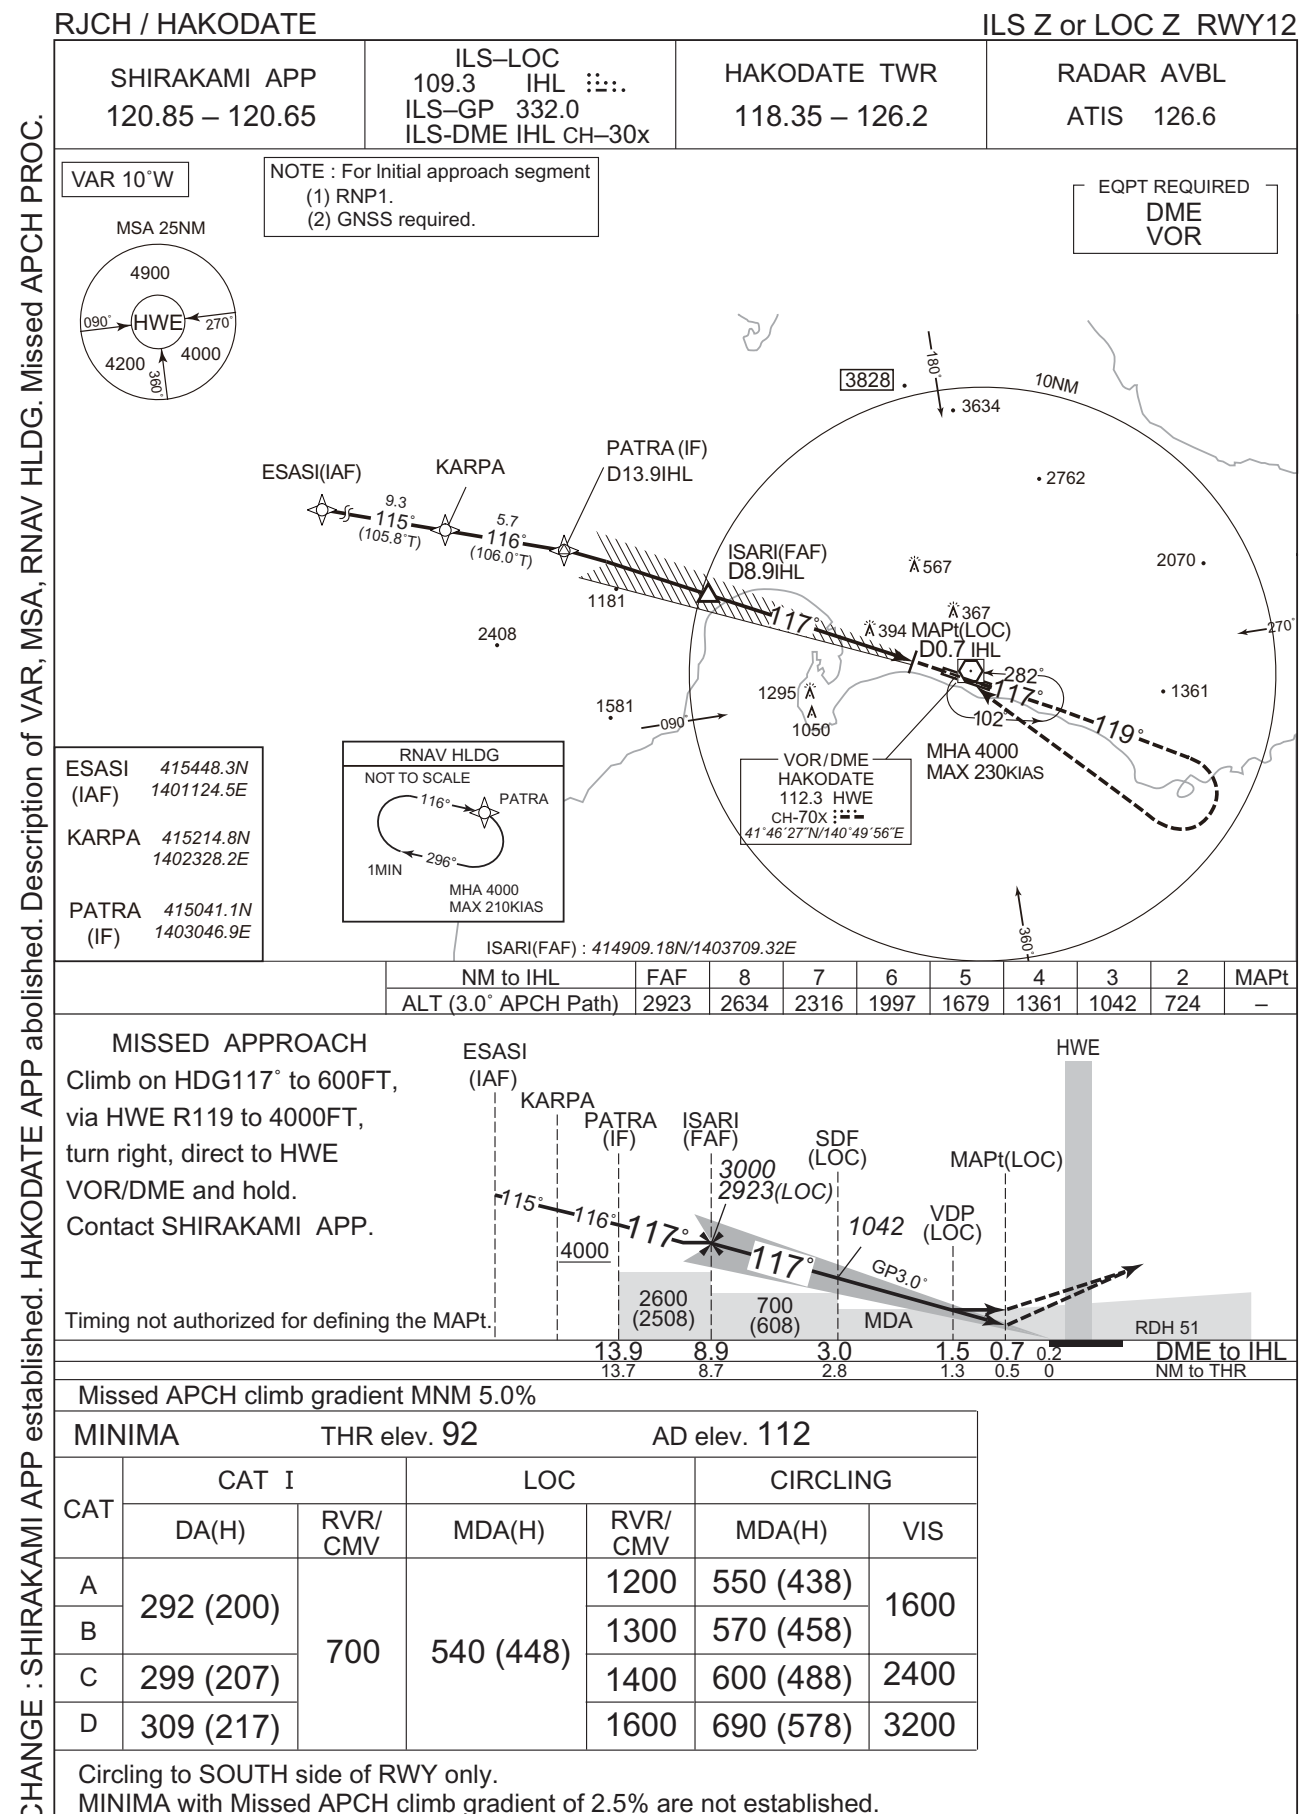 RJCH / HAKODATE
ILS Z or LOC Z RWY12
SHIRAKAMI APP
120.85 – 120.65
ILS–LOC
109.3 IHL
ILS–GP 332.0
ILS-DME IHL CH–30x
HAKODATE TWR
118.35 – 126.2
RADAR AVBL
ATIS 126.6
CHANGE : SHIRAKAMI APP established. HAKODATE APP abolished. Description of VAR, MSA, RNAV HLDG. Missed APCH PROC.
VAR 10°W
NOTE : For Initial approach segment
(1) RNP1.
(2) GNSS required.
EQPT REQUIRED
DME
VOR
MSA 25NM
4900
090°
HWE
270°
4200
4000
360°
3828
180°
10NM
3634
2762
ESASI(IAF)
KARPA
PATRA (IF)
D13.9IHL
9.3
115°
(105.8°T)
5.7
116°
(106.0°T)
ISARI(FAF)
D8.9IHL
567
2070
1181
117°
367
394
MAPt(LOC)
D0.7 IHL
270°
2408
282°
117°
1295
1361
1581
090°
1050
102°
119°
MHA 4000
MAX 230KIAS
VOR/DME
HAKODATE
112.3 HWE
CH-70X
41°46′27″N/140°49′56″E
360°
RNAV HLDG
NOT TO SCALE
116°
PATRA
296°
1MIN
MHA 4000
MAX 210KIAS
ESASI 415448.3N
(IAF) 1401124.5E
KARPA 415214.8N
1402328.2E
PATRA 415041.1N
(IF) 1403046.9E
ISARI(FAF) : 414909.18N/1403709.32E
NM to IHL FAF 8 7 6 5 4 3 2 MAPt
ALT (3.0° APCH Path) 2923 2634 2316 1997 1679 1361 1042 724 –
MISSED APPROACH
Climb on HDG117° to 600FT,
via HWE R119 to 4000FT,
turn right, direct to HWE
VOR/DME and hold.
Contact SHIRAKAMI APP.
Timing not authorized for defining the MAPt.
ESASI
(IAF)
KARPA
PATRA
(IF)
ISARI
(FAF)
3000
2923(LOC)
SDF
(LOC)
1042
VDP
(LOC)
MAPt(LOC)
HWE
115°
116°
117°
117°
GP3.0°
4000
2600
(2508)
700
(608)
MDA
RDH 51
13.9 8.9 3.0 1.5 0.7 0.2 DME to IHL
13.7 8.7 2.8 1.3 0.5 0 NM to THR
Missed APCH climb gradient MNM 5.0%
MINIMA THR elev. 92 AD elev. 112
CAT
CAT I LOC CIRCLING
DA(H) RVR/CMV MDA(H) RVR/CMV MDA(H) VIS
A 292 (200) 700 540 (448) 1200 550 (438) 1600
B 1300 570 (458)
C 299 (207) 1400 600 (488) 2400
D 309 (217) 1600 690 (578) 3200
Circling to SOUTH side of RWY only.
MINIMA with Missed APCH climb gradient of 2.5% are not established.